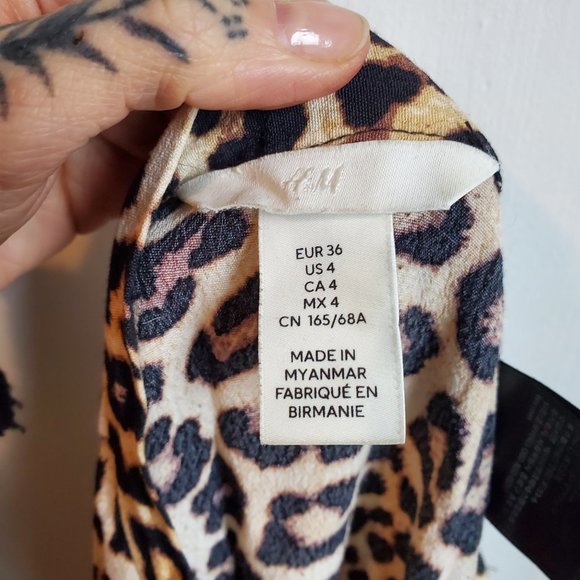 H&M
EUR 36
US 4
CA 4
MX 4
CN 165/68A
MADE IN
MYANMAR
FABRIQUÉ EN
BIRMANIE